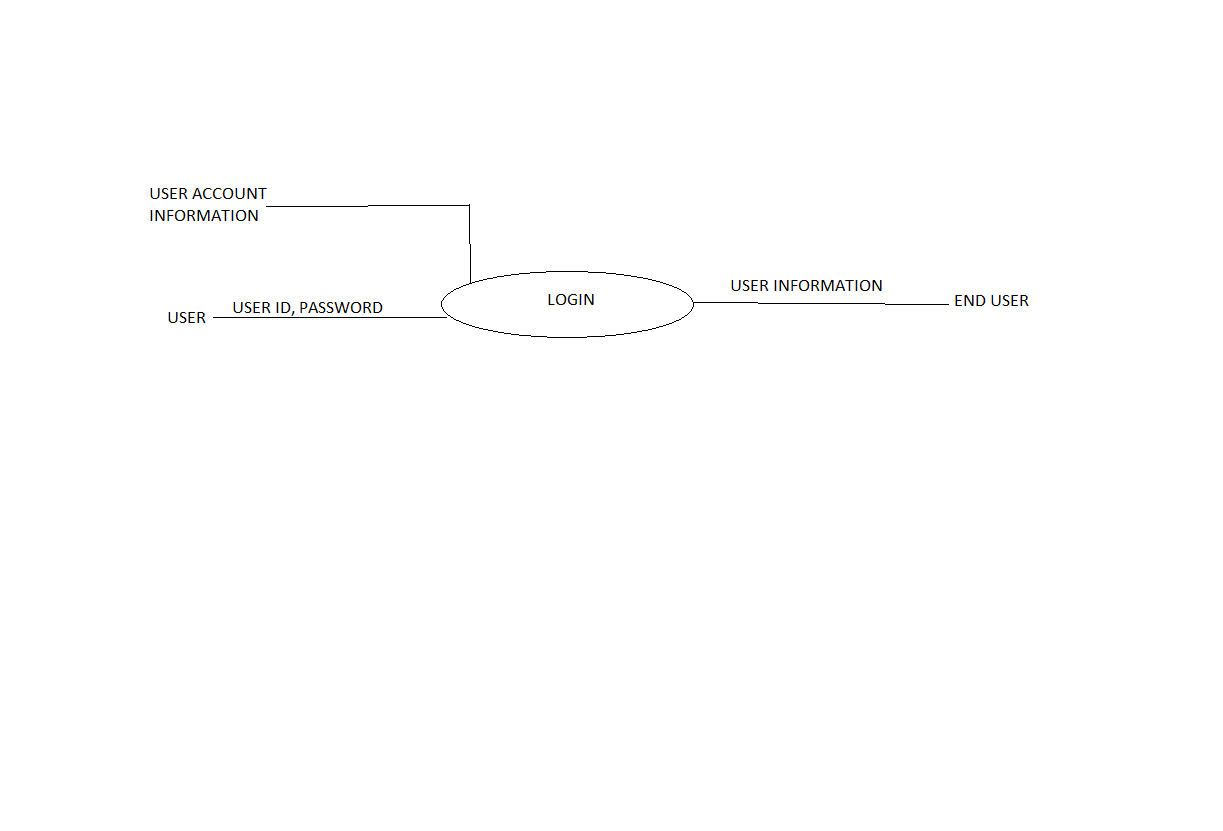 USER ACCOUNT
INFORMATION
USER INFORMATION
LOGIN
END USER
USER ID, PASSWORD
USER